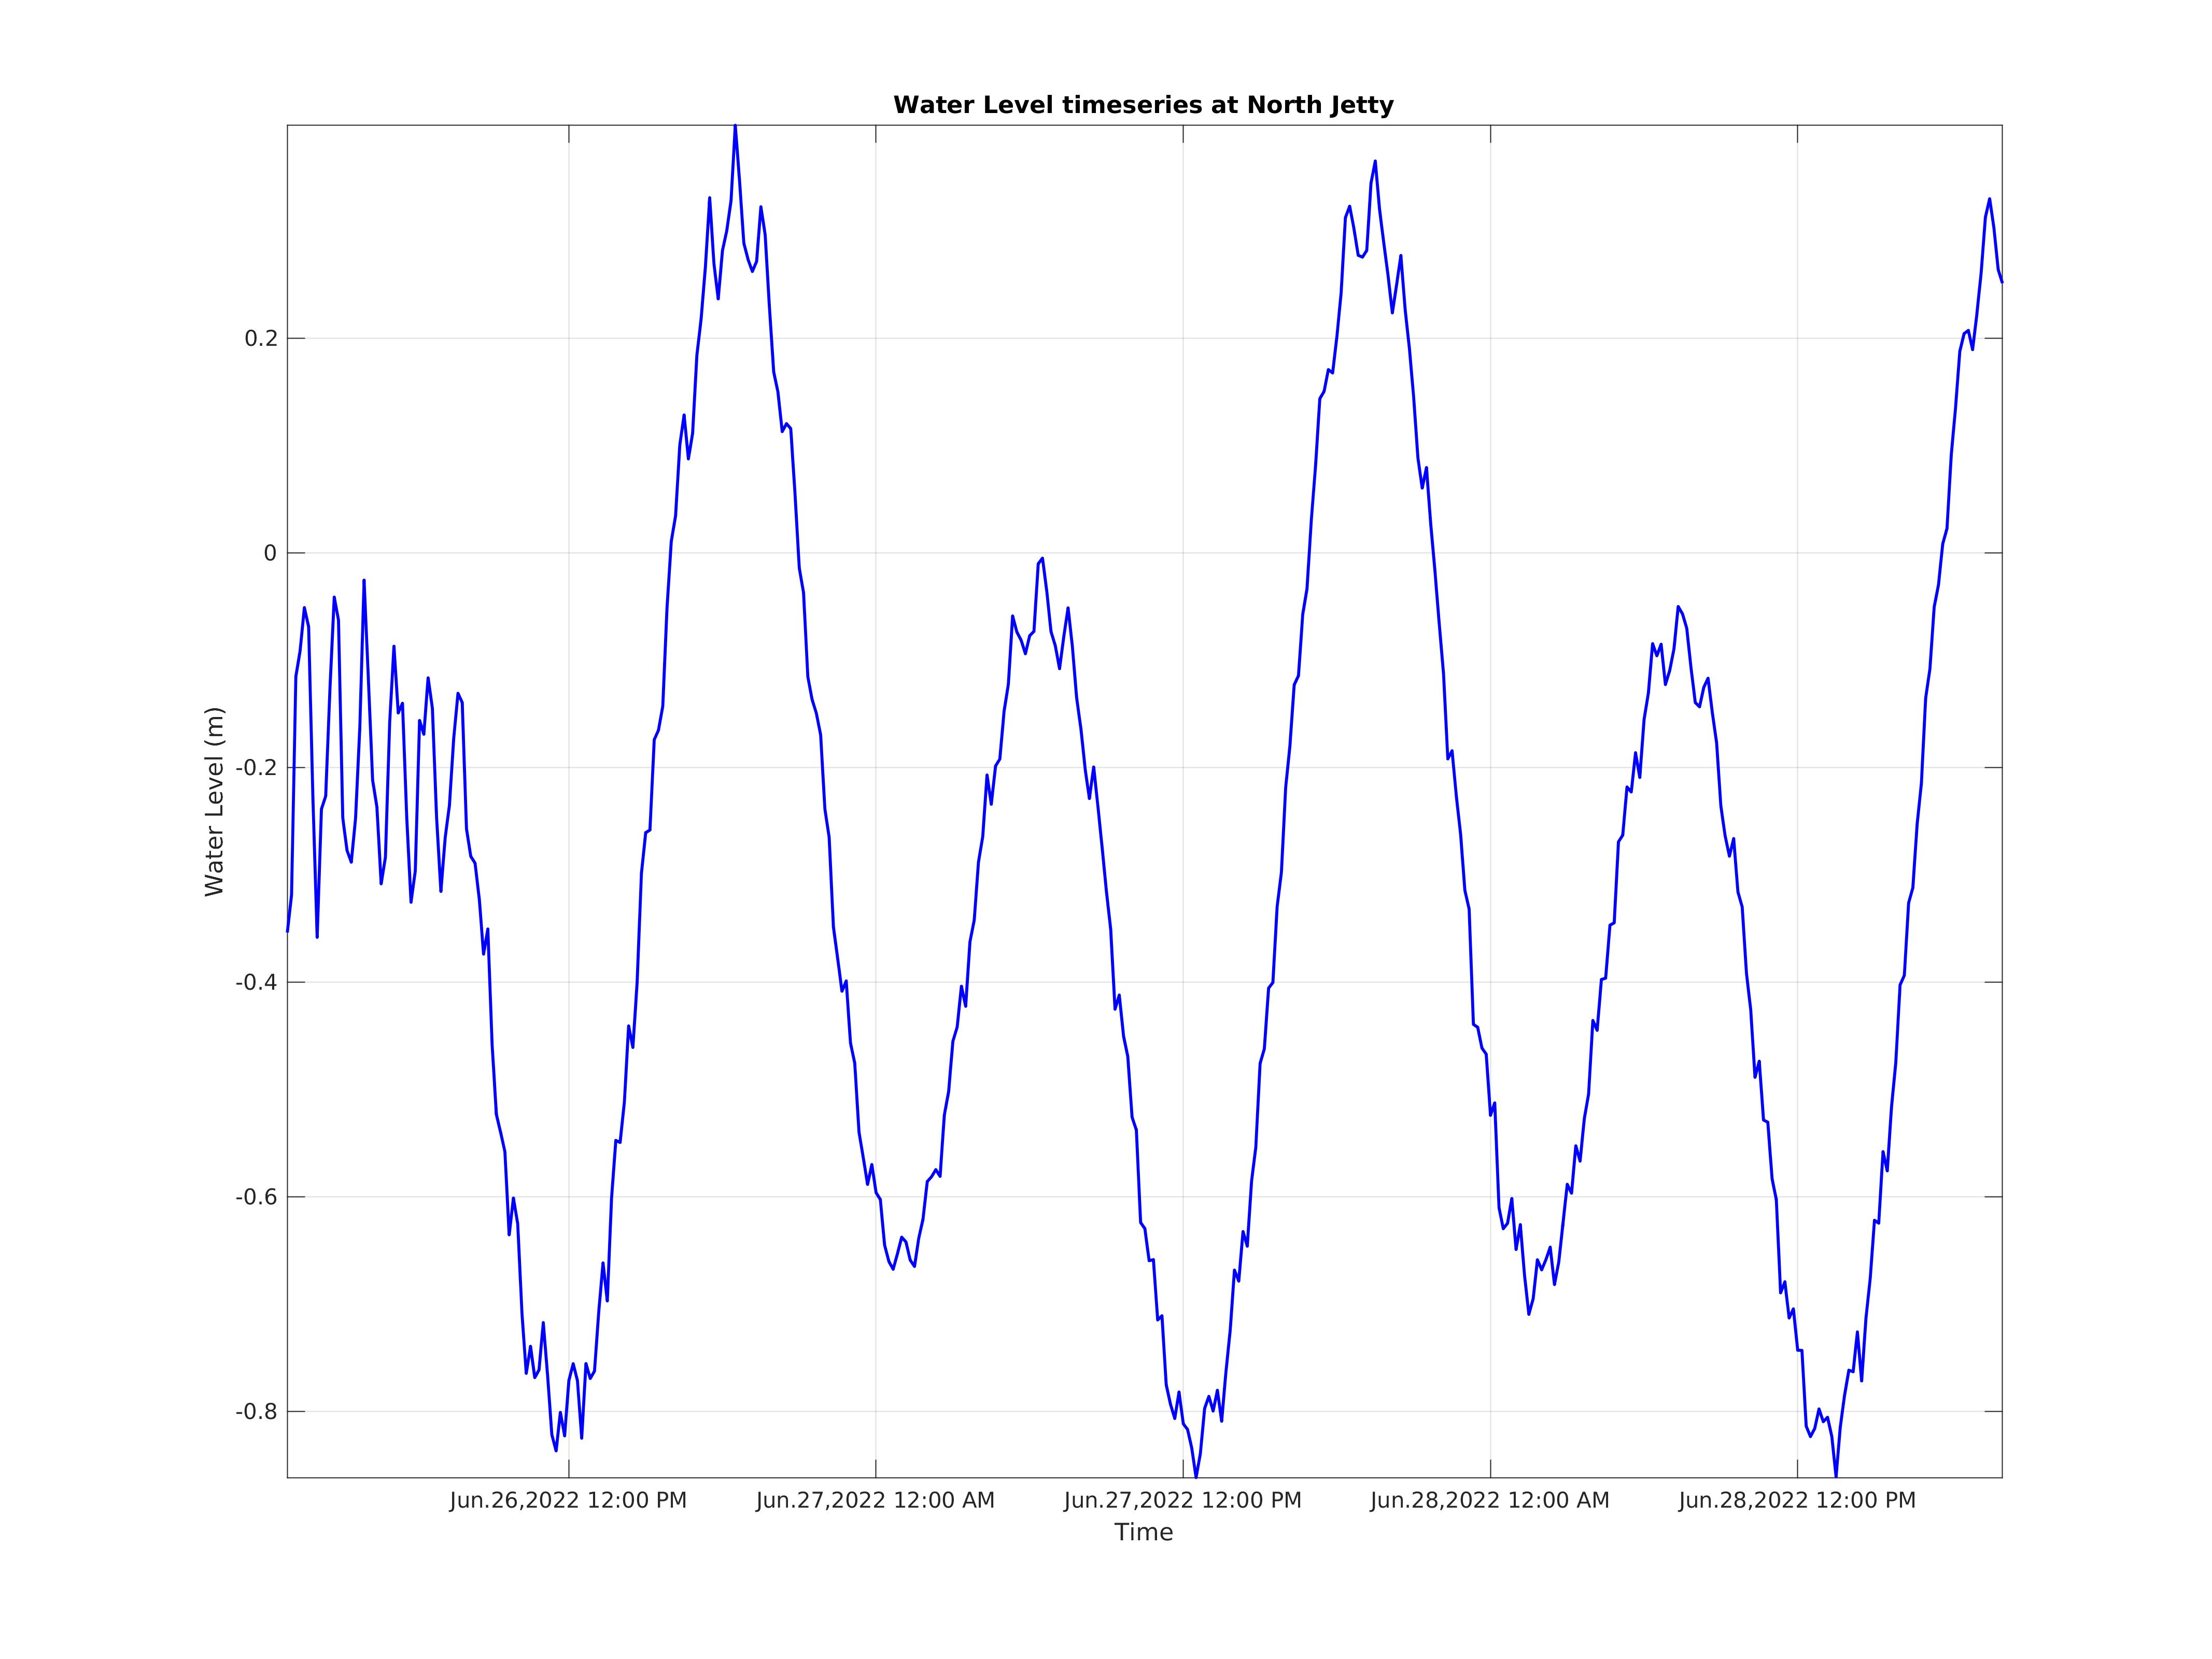 Water Level timeseries at North Jetty
0.2
0
-0.2
-0.4
-0.6
-0.8
Water Level (m)
Jun.26,2022 12:00 PM
Jun.27,2022 12:00 AM
Jun.27,2022 12:00 PM
Jun.28,2022 12:00 AM
Jun.28,2022 12:00 PM
Time